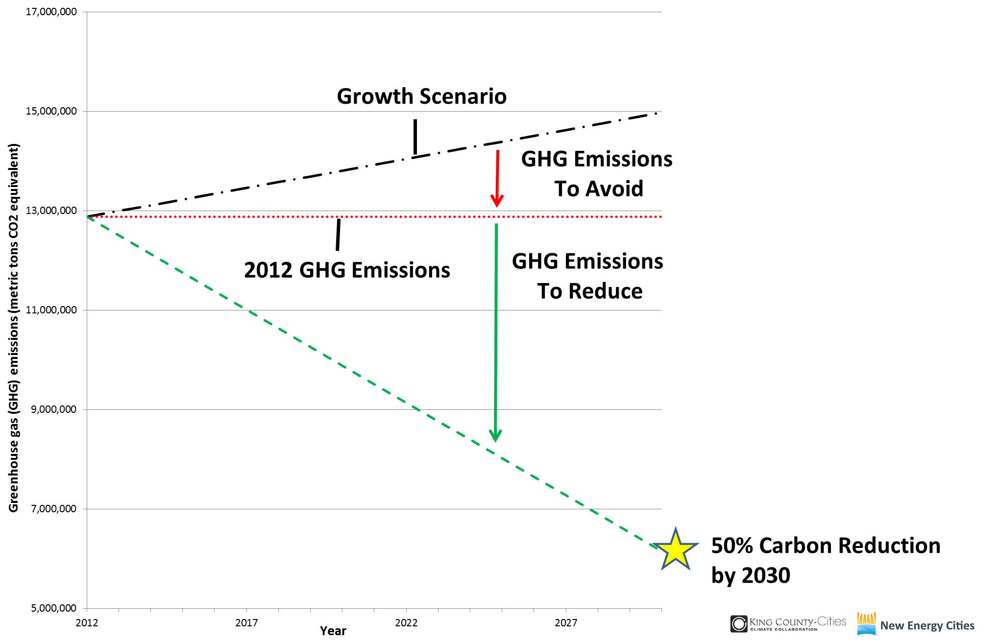 17,000,000
Growth Scenario
15,000,000
GHG Emissions
To Avoid
13,000,000
2012 GHG Emissions
GHG Emissions
To Reduce
11,000,000
9,000,000
7,000,000
5,000,000
Greenhouse gas (GHG) emissions (metric tons CO2 equivalent)
50% Carbon Reduction
by 2030
2012
2017
2022
2027
Year
KING COUNTY-Cities
CLIMATE COLLABORATION
New Energy Cities